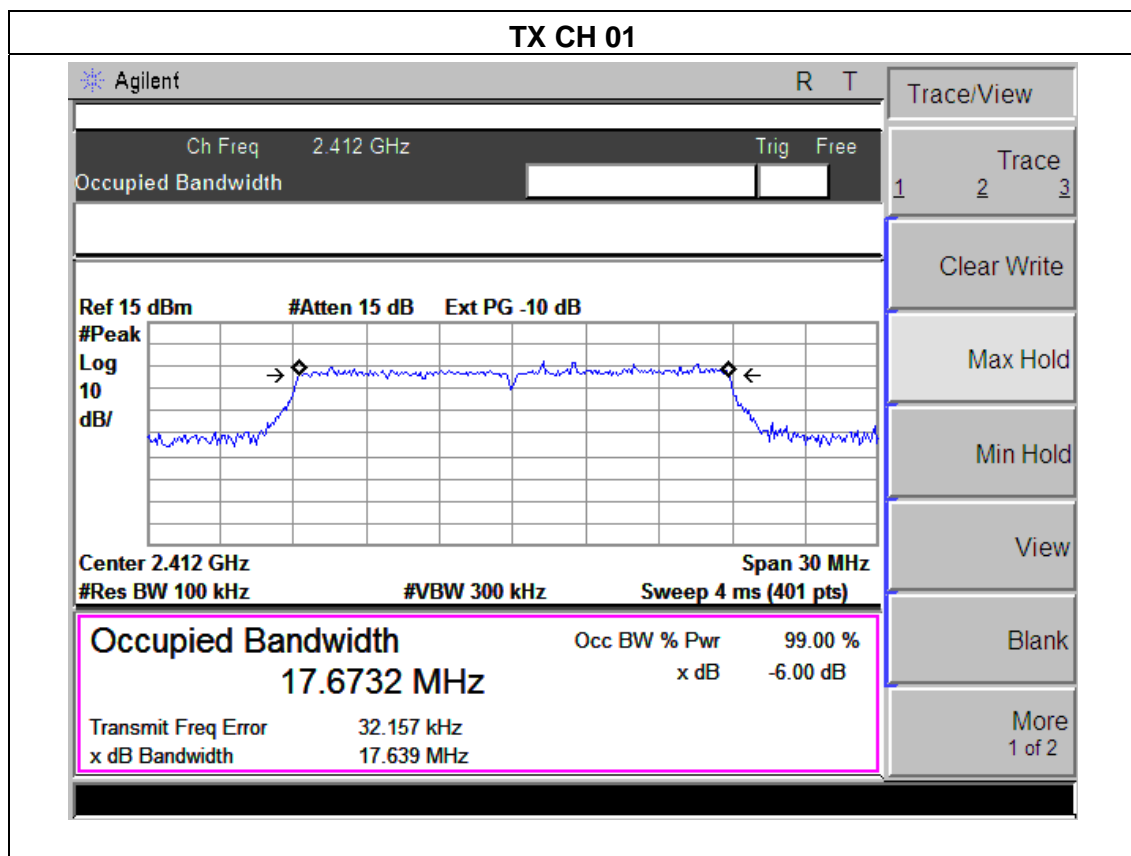 TX CH 01
Agilent R T
Trace/View
Ch Freq 2.412 GHz Trig Free
Occupied Bandwidth
Trace
1 2 3
Clear Write
Max Hold
Min Hold
View
Blank
More
1 of 2
Ref 15 dBm #Atten 15 dB Ext PG -10 dB
#Peak
Log
10
dB/
Center 2.412 GHz Span 30 MHz
#Res BW 100 kHz #VBW 300 kHz Sweep 4 ms (401 pts)
Occupied Bandwidth Occ BW % Pwr 99.00 %
17.6732 MHz x dB -6.00 dB
Transmit Freq Error 32.157 kHz
x dB Bandwidth 17.639 MHz